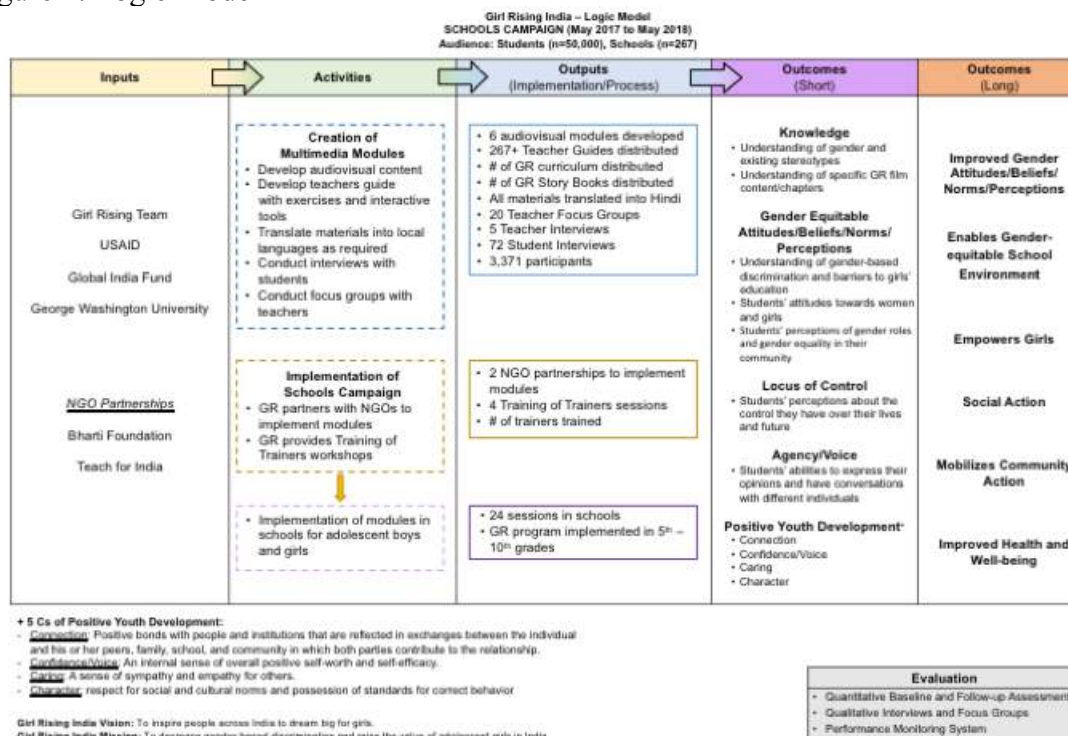 Girl Rising India – Logic Model
SCHOOLS CAMPAIGN (May 2017 to May 2018)
Audience: Students (n=50,000), Schools (n=267)
Inputs
Activities
Outputs
(Implementation/Process)
Outcomes
(Short)
Outcomes
(Long)
Girl Rising Team
USAID
Global India Fund
George Washington University
NGO Partnerships
Bharti Foundation
Teach for India
Creation of
Multimedia Modules
• Develop audiovisual content
• Develop teachers guide
with exercises and interactive
tools
• Translate materials into local
languages as required
• Conduct interviews with
students
• Conduct focus groups with
teachers
Implementation of
Schools Campaign
• GR partners with NGOs to
implement modules
• GR provides Training of
Trainers workshops
• Implementation of modules in
schools for adolescent boys
and girls
• 6 audiovisual modules developed
• 267+ Teacher Guides distributed
• # of GR curriculum distributed
• # of GR Story Books distributed
• All materials translated into Hindi
• 20 Teacher Focus Groups
• 5 Teacher Interviews
• 72 Student Interviews
• 3,371 participants
• 2 NGO partnerships to implement
modules
• 4 Training of Trainers sessions
• # of trainers trained
• 24 sessions in schools
• GR program implemented in 5th –
10th grades
Knowledge
• Understanding of gender and
existing stereotypes
• Understanding of specific GR film
content/chapters
Gender Equitable
Attitudes/Beliefs/Norms/
Perceptions
• Understanding of gender-based
discrimination and barriers to girls'
education
• Students' attitudes towards women
and girls
• Students' perceptions of gender roles
and gender equality in their
community
Locus of Control
• Students' perceptions about the
control they have over their lives
and future
Agency/Voice
• Students' abilities to express their
opinions and have conversations
with different individuals
Positive Youth Development+
• Connection
• Confidence/Voice
• Caring
• Character
Improved Gender
Attitudes/Beliefs/
Norms/Perceptions
Enables Gender-
equitable School
Environment
Empowers Girls
Social Action
Mobilizes Community
Action
Improved Health and
Well-being
+ 5 Cs of Positive Youth Development:
- Connection: Positive bonds with people and institutions that are reflected in exchanges between the individual
and his or her peers, family, school, and community in which both parties contribute to the relationship.
- Confidence/Voice: An internal sense of overall positive self-worth and self-efficacy.
- Caring: A sense of sympathy and empathy for others.
- Character: respect for social and cultural norms and possession of standards for correct behavior
Girl Rising India Vision: To inspire people across India to dream big for girls.
Girl Rising India Mission: To decrease gender-based discrimination and raise the value of adolescent girls in India
Evaluation
• Quantitative Baseline and Follow-up Assessment
• Qualitative Interviews and Focus Groups
• Performance Monitoring System